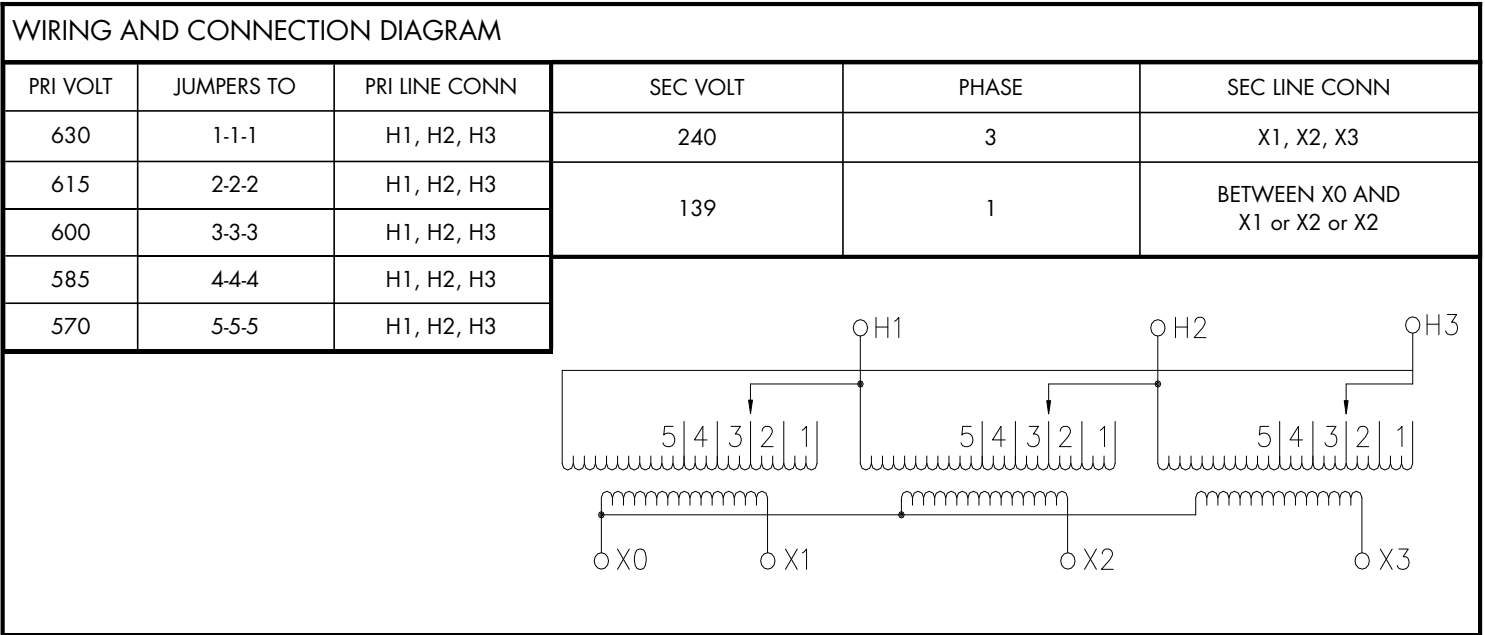 WIRING AND CONNECTION DIAGRAM
PRI VOLT JUMPERS TO PRI LINE CONN SEC VOLT PHASE SEC LINE CONN
630 1-1-1 H1, H2, H3 240 3 X1, X2, X3
615 2-2-2 H1, H2, H3
139 1 BETWEEN X0 AND
X1 or X2 or X2
600 3-3-3 H1, H2, H3
585 4-4-4 H1, H2, H3
570 5-5-5 H1, H2, H3
H1 H2 H3
5 4 3 2 1 5 4 3 2 1 5 4 3 2 1
X0 X1 X2 X3